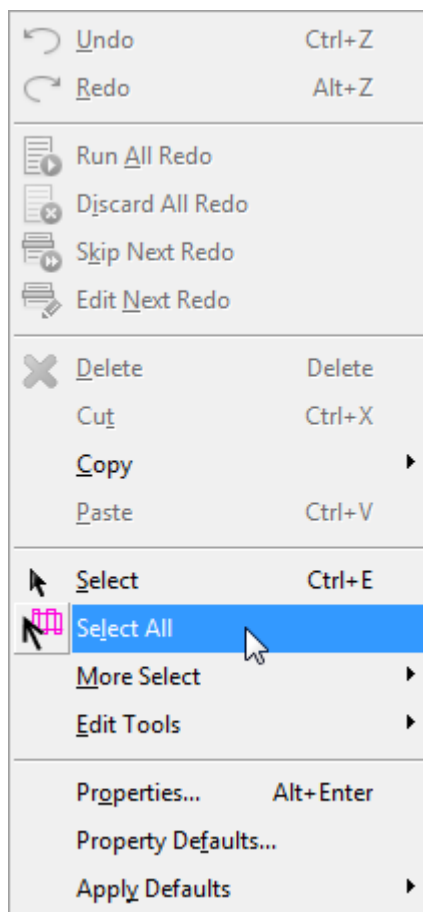 Undo Ctrl+Z
Redo Alt+Z
Run All Redo
Discard All Redo
Skip Next Redo
Edit Next Redo
Delete Delete
Cut Ctrl+X
Copy
Paste Ctrl+V
Select Ctrl+E
Select All
More Select
Edit Tools
Properties... Alt+Enter
Property Defaults...
Apply Defaults